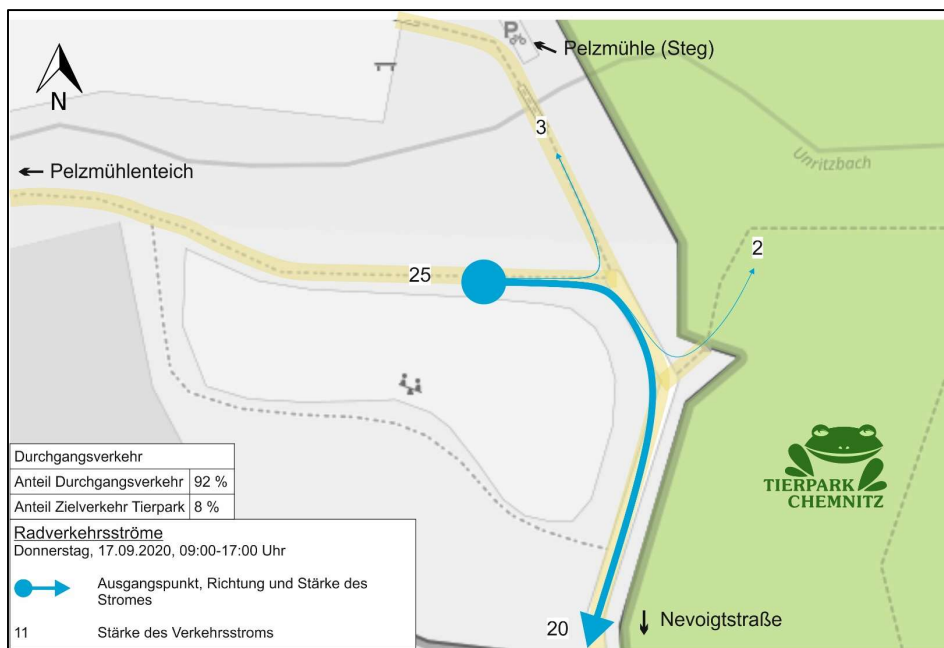 P
Pelzmühle (Steg)
N
3
Pelzmühlenteich
Unritzbach
2
25
Durchgangsverkehr
Anteil Durchgangsverkehr 92 %
Anteil Zielverkehr Tierpark 8 %
TIERPARK
CHEMNITZ
Radverkehrsströme
Donnerstag, 17.09.2020, 09:00-17:00 Uhr
Ausgangspunkt, Richtung und Stärke des
Stromes
11 Stärke des Verkehrsstroms
20
Nevoigtstraße